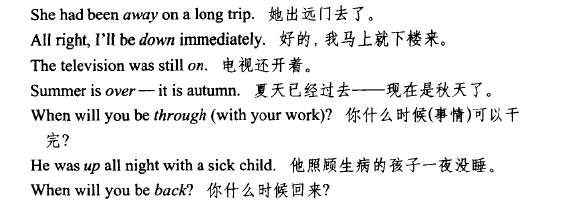 She had been away on a long trip. 她出远门去了。
All right, I'll be down immediately. 好的, 我马上就下楼来。
The television was still on. 电视还开着。
Summer is over — it is autumn. 夏天已经过去——现在是秋天了。
When will you be through (with your work)? 你什么时候(事情)可以干
完?
He was up all night with a sick child. 他照顾生病的孩子一夜没睡。
When will you be back? 你什么时候回来?